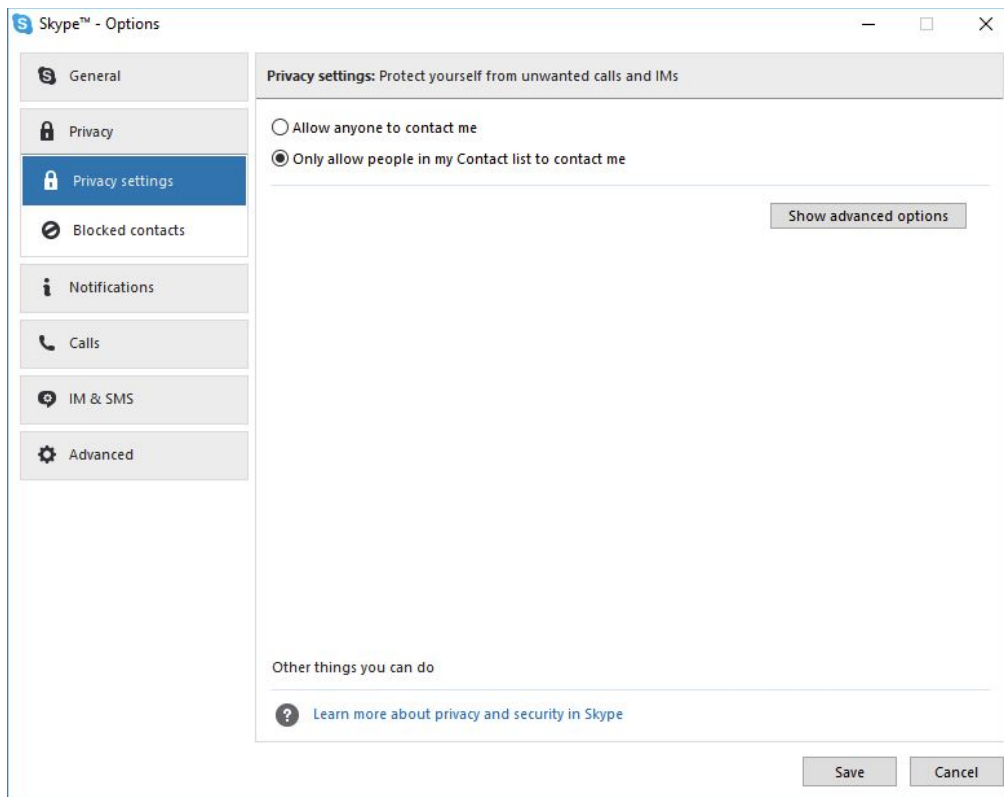 Skype™ - Options
General
Privacy
Privacy settings
Blocked contacts
Notifications
Calls
IM & SMS
Advanced
Privacy settings: Protect yourself from unwanted calls and IMs
Allow anyone to contact me
Only allow people in my Contact list to contact me
Show advanced options
Other things you can do
Learn more about privacy and security in Skype
Save
Cancel